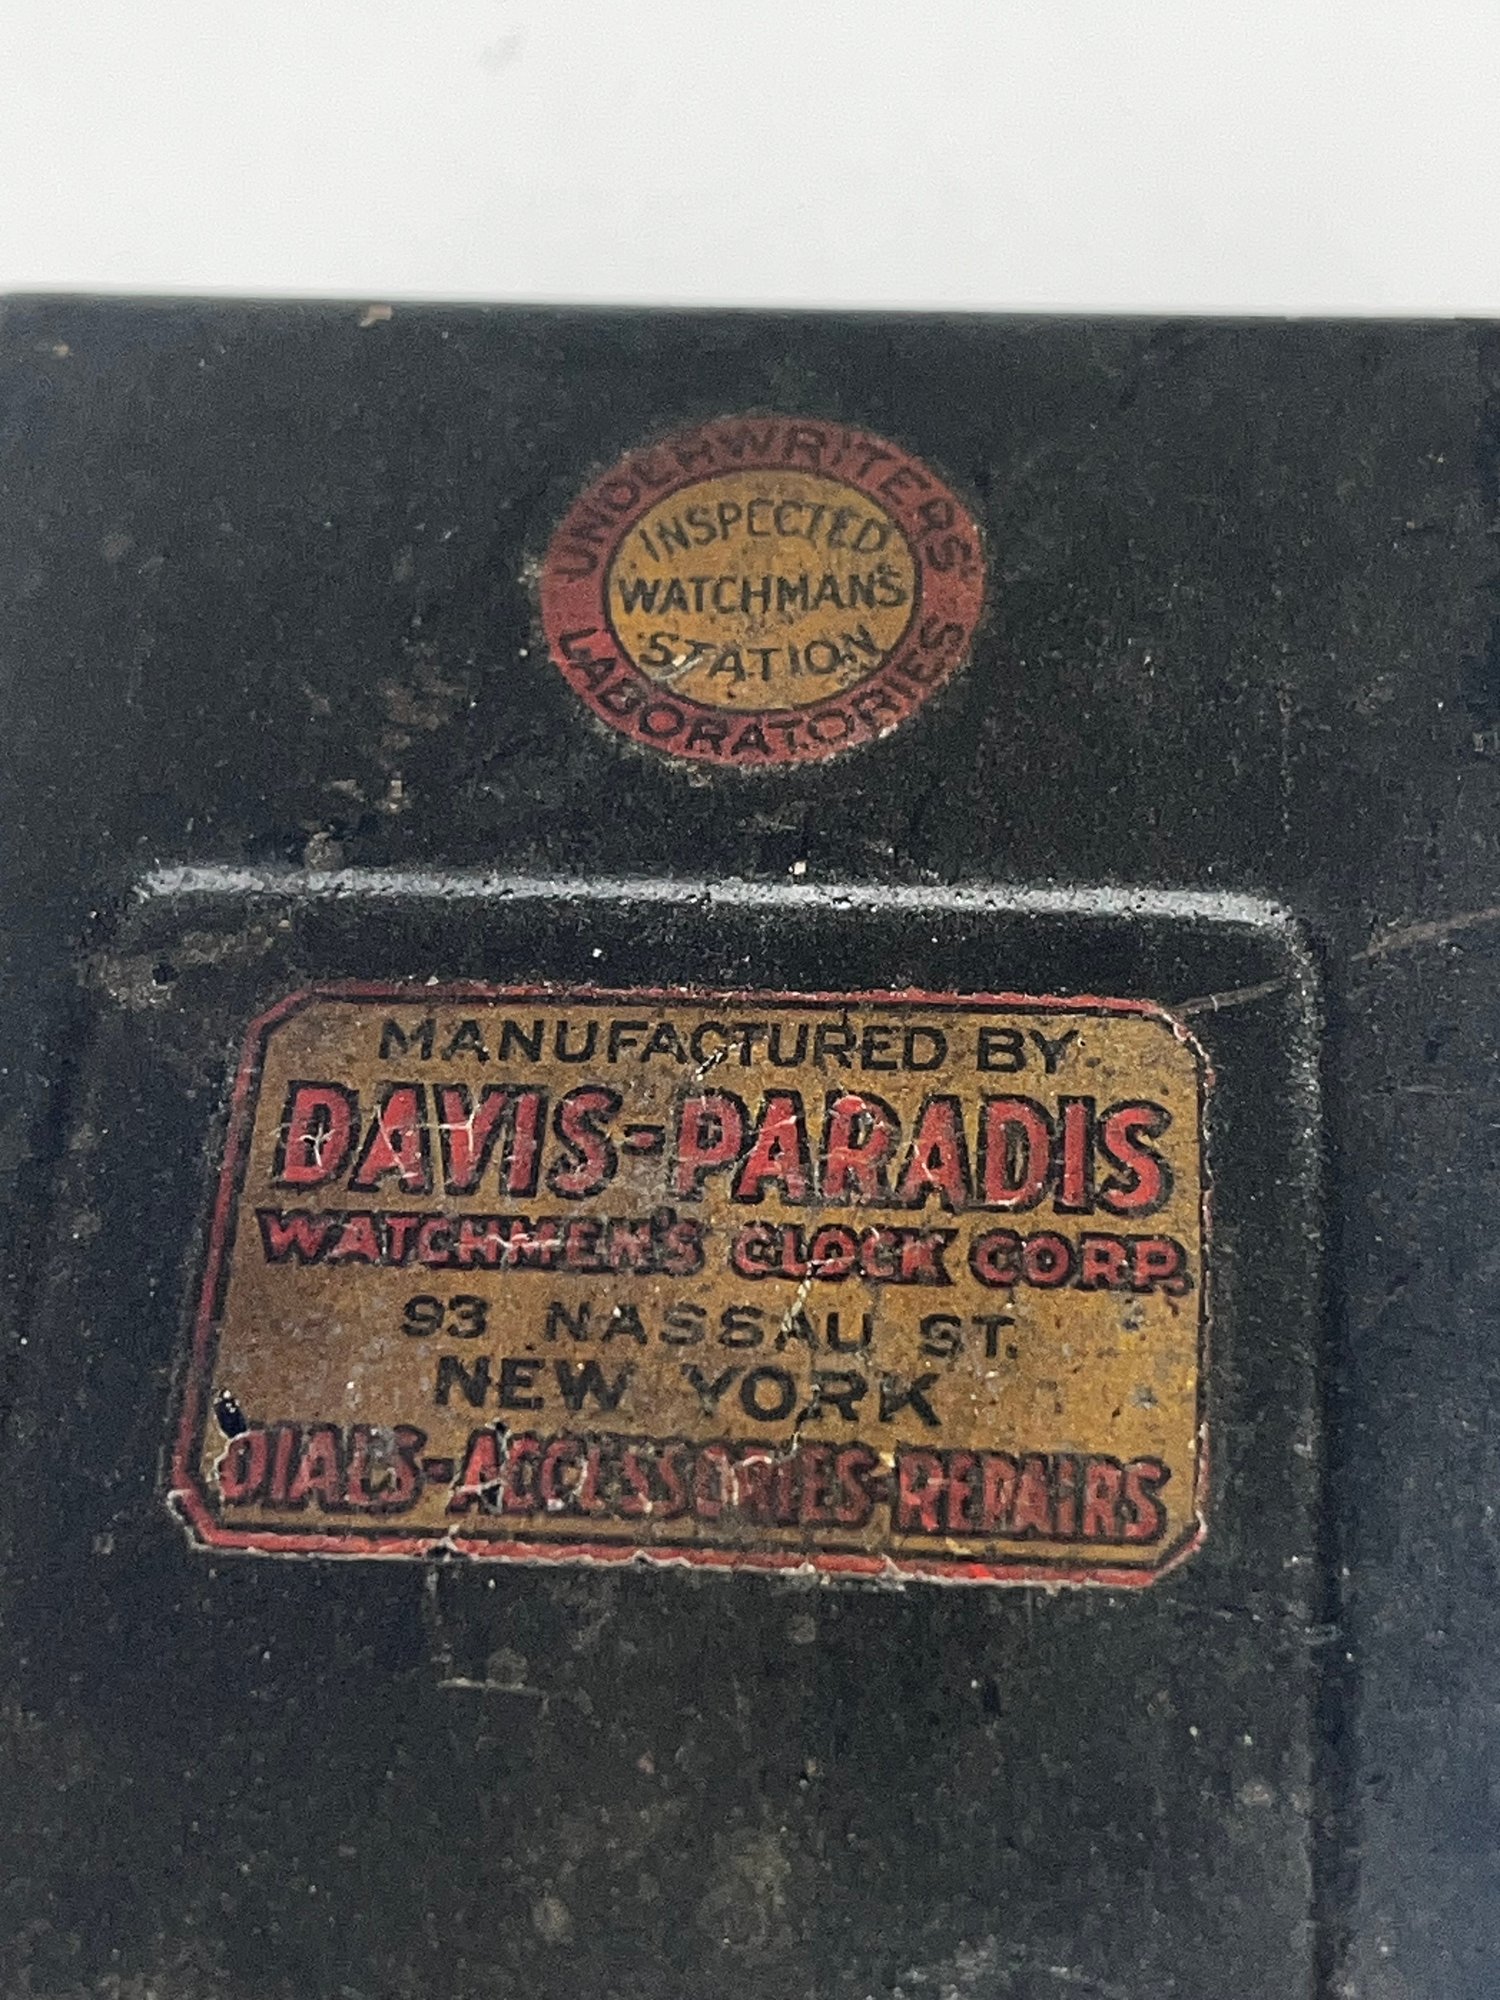 UNDERWRITERS'
INSPECTED
WATCHMAN'S
STATION
LABORATORIES
MANUFACTURED BY
DAVIS-PARADIS
WATCHMEN'S CLOCK CORP.
93 NASSAU ST.
NEW YORK
DIALS-ACCESSORIES-REPAIRS